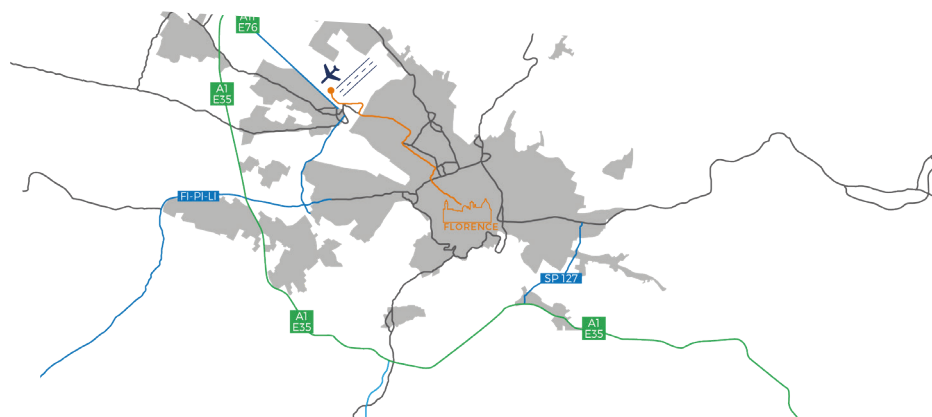 A11
E76
A1
E35
FI-PI-LI
FLORENCE
SP 127
A1
E35
A1
E35